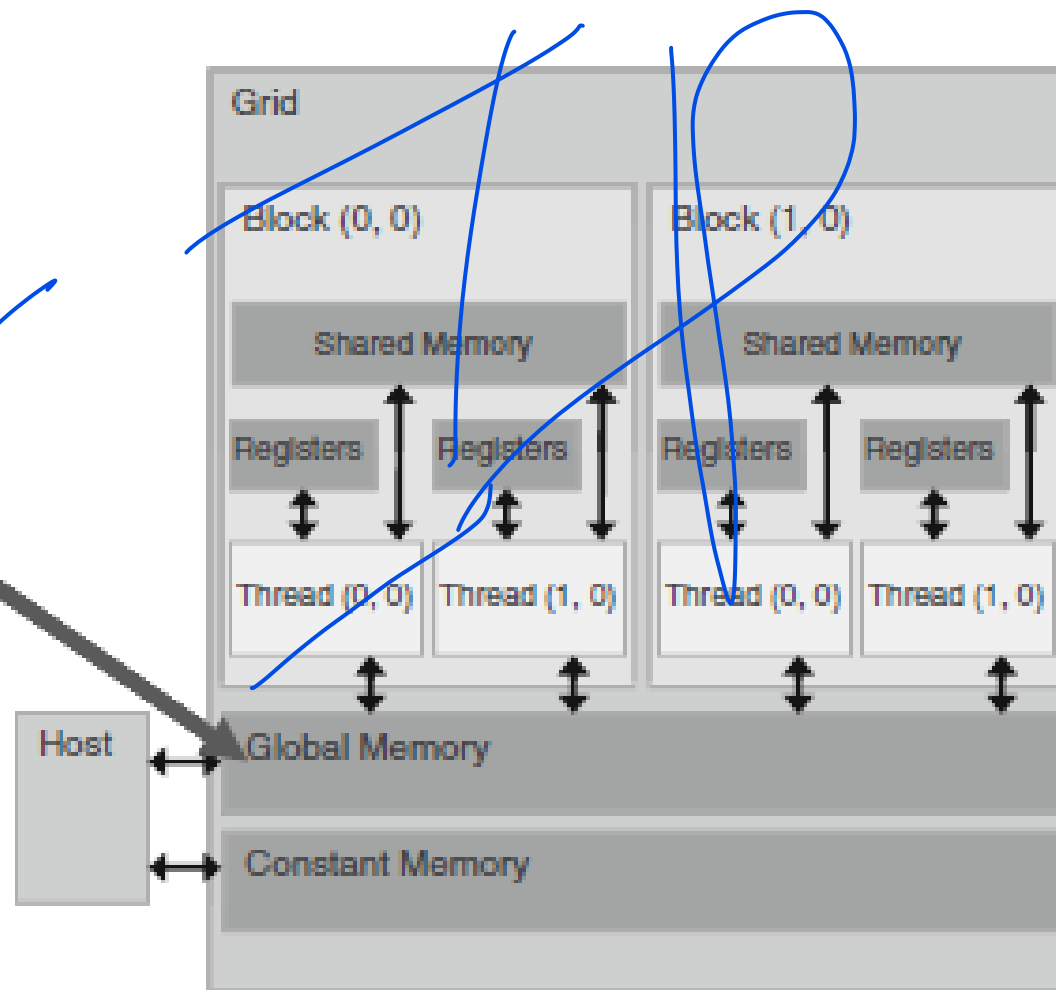 Grid
Block (0, 0) Block (1, 0)
Shared Memory Shared Memory
Registers Registers Registers Registers
Thread (0, 0) Thread (1, 0) Thread (0, 0) Thread (1, 0)
Host Global Memory
Constant Memory